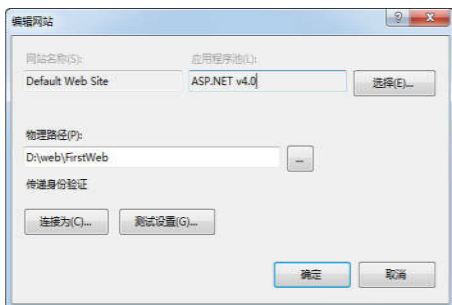 编辑网站
网站名称(S): 应用程序池(L):
Default Web Site ASP.NET v4.0 选择(E)...
物理路径(P):
D:\web\FirstWeb ...
传递身份验证
连接为(C)... 测试设置(G)...
确定 取消